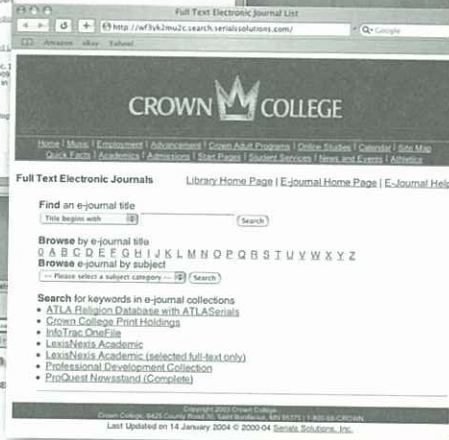 Full Text Electronic Journal List
http://wf3yk2mu2c.search.serialssolutions.com/
Google
Amazon eBay Yahoo!
CROWN COLLEGE
Home | Music | Employment | Advancement | Crown Adult Programs | Online Studies | Calendar | Site Map
Quick Facts | Academics | Admissions | Start Pages | Student Services | News and Events | Athletics
Full Text Electronic Journals Library Home Page | E-journal Home Page | E-Journal Help
Find an e-journal title
Title begins with Search
Browse by e-journal title
0 A B C D E F G H I J K L M N O P Q R S T U V W X Y Z
Browse e-journal by subject
-- Please select a subject category -- Search
Search for keywords in e-journal collections
• ATLA Religion Database with ATLASerials
• Crown College Print Holdings
• InfoTrac OneFile
• LexisNexis Academic
• LexisNexis Academic (selected full-text only)
• Professional Development Collection
• ProQuest Newsstand (Complete)
Copyright 2003 Crown College
Crown College, 6425 County Road 30, Saint Bonifacius, MN 55375 | 1-800-68-CROWN
Last Updated on 14 January 2004 © 2000-04 Serials Solutions, Inc.